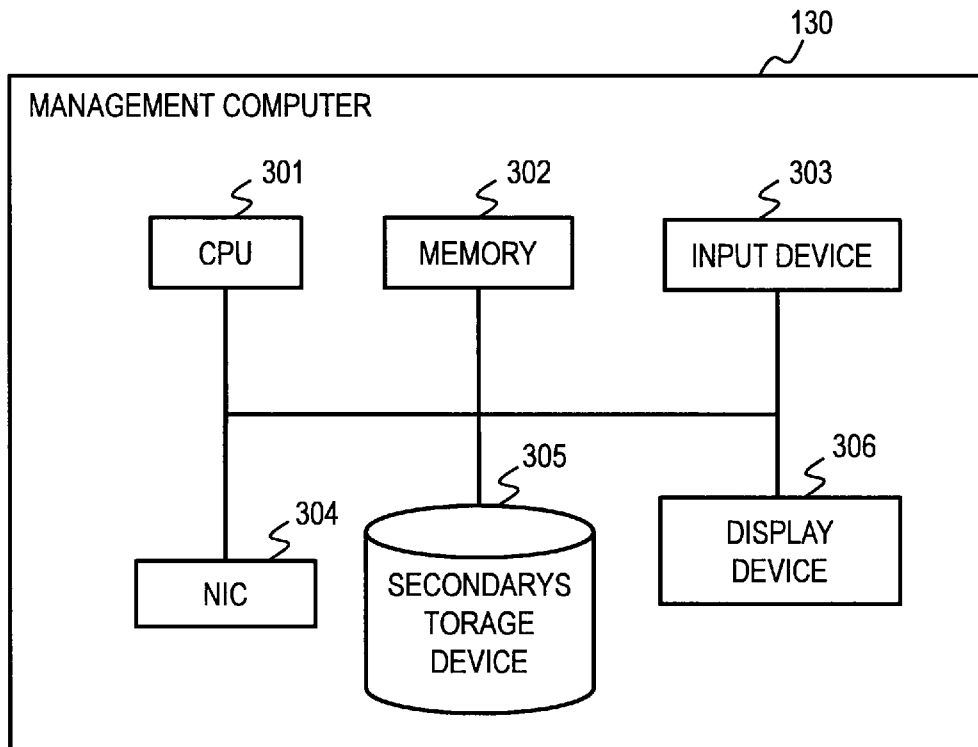 130
MANAGEMENT COMPUTER
301
302
303
CPU
MEMORY
INPUT DEVICE
304
305
306
NIC
SECONDARYS
TORAGE
DEVICE
DISPLAY
DEVICE